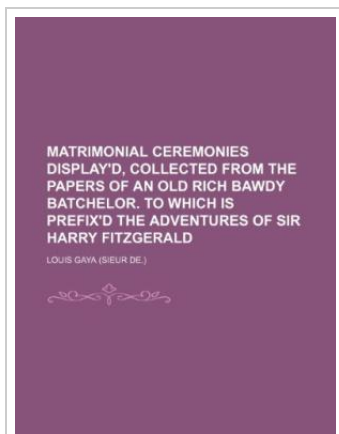 MATRIMONIAL CEREMONIES
DISPLAY'D, COLLECTED FROM THE
PAPERS OF AN OLD RICH BAWDY
BATCHELOR. TO WHICH IS
PREFIX'D THE ADVENTURES OF SIR
HARRY FITZGERALD
LOUIS GAYA (SIEUR DE.)